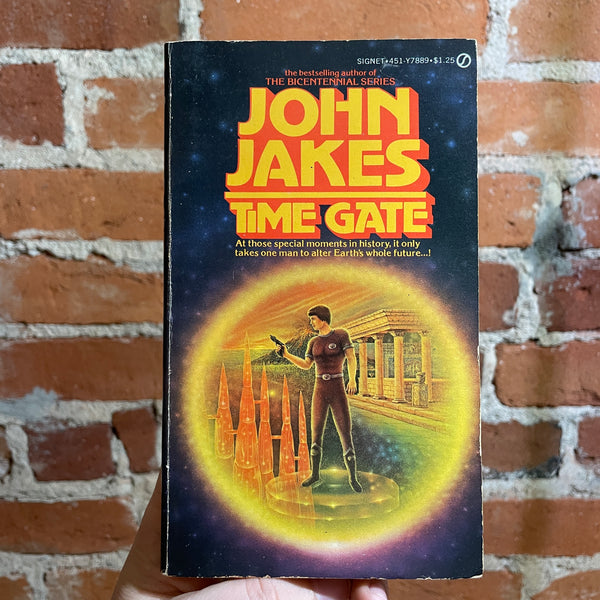 SIGNET•451-Y7889•$1.25
the bestselling author of
THE BICENTENNIAL SERIES
JOHN
JAKES
TIME GATE
At those special moments in history, it only
takes one man to alter Earth's whole future...!